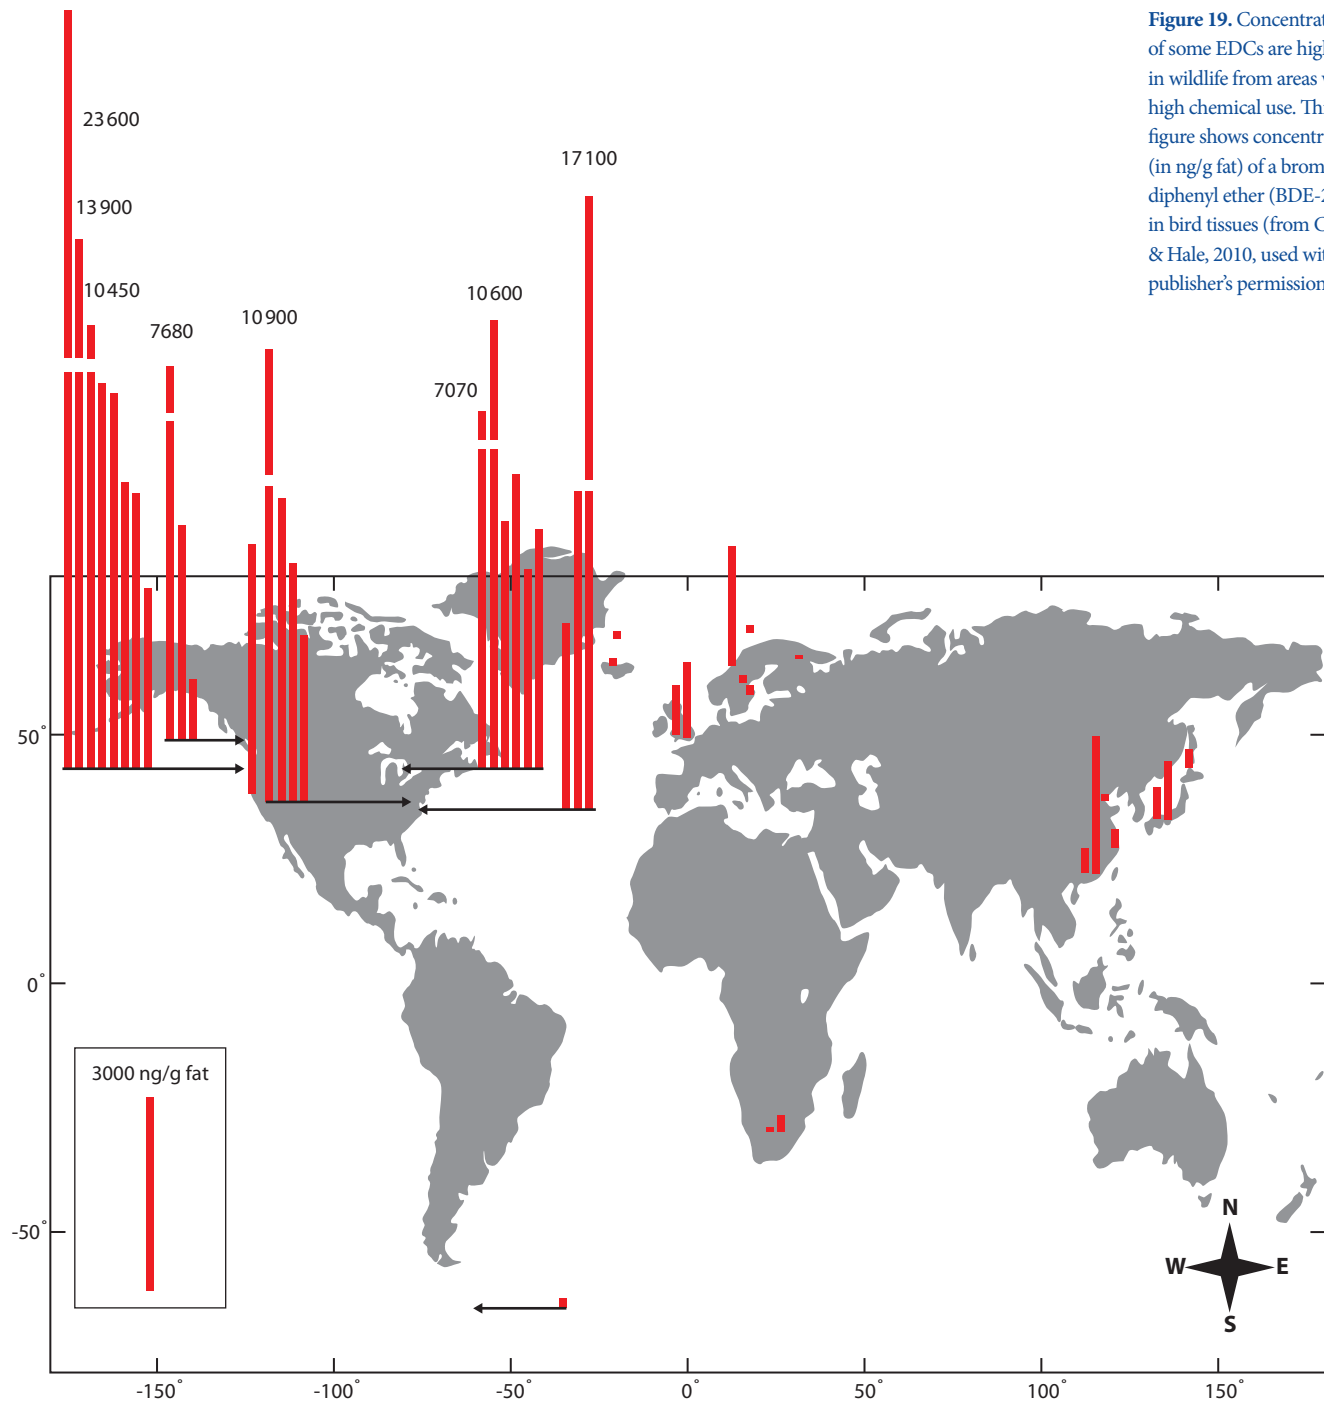 Figure 19. Concentrat
of some EDCs are high
in wildlife from areas
high chemical use. Th
figure shows concentr
(in ng/g fat) of a brom
diphenyl ether (BDE-2
in bird tissues (from C
& Hale, 2010, used wit
publisher's permission
23600
13900
10450
7680
10900
7070
10600
17100
50°
0°
-50°
3000 ng/g fat
N
W
E
S
-150°
-100°
-50°
0°
50°
100°
150°